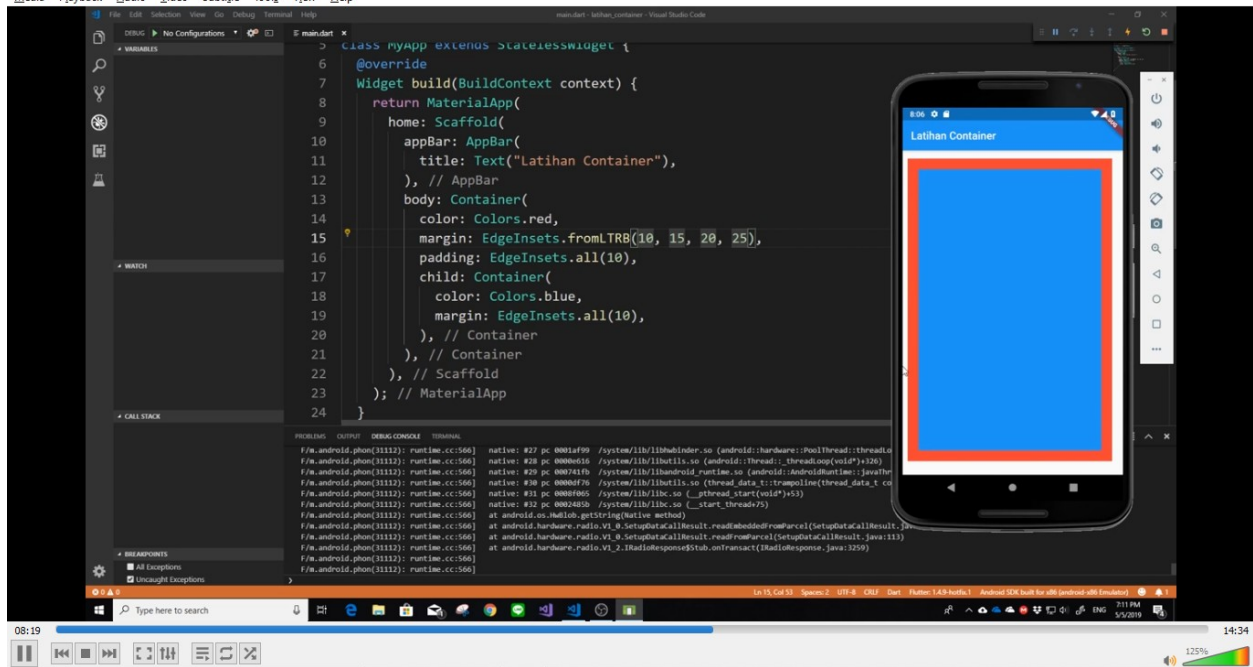 File Edit Selection View Go Debug Terminal Help
main.dart - latihan_container - Visual Studio Code
DEBUG No Configurations
main.dart
VARIABLES
WATCH
CALL STACK
BREAKPOINTS
All Exceptions
Uncaught Exceptions
5 class MyApp extends StatelessWidget {
6 @override
7 Widget build(BuildContext context) {
8 return MaterialApp(
9 home: Scaffold(
10 appBar: AppBar(
11 title: Text("Latihan Container"),
12 ), // AppBar
13 body: Container(
14 color: Colors.red,
15 margin: EdgeInsets.fromLTRB(10, 15, 20, 25),
16 padding: EdgeInsets.all(10),
17 child: Container(
18 color: Colors.blue,
19 margin: EdgeInsets.all(10),
20 ), // Container
21 ), // Container
22 ), // Scaffold
23 ); // MaterialApp
24 }
8:06
Latihan Container
PROBLEMS OUTPUT DEBUG CONSOLE TERMINAL
F/m.android.phon(31112): runtime.cc:566] native: #27 pc 0001af99 /system/lib/libhwbinder.so (android::hardware::PoolThread::threadLo
F/m.android.phon(31112): runtime.cc:566] native: #28 pc 0000e616 /system/lib/libutils.so (android::Thread::_threadLoop(void*)+326)
F/m.android.phon(31112): runtime.cc:566] native: #29 pc 000741fb /system/lib/libandroid_runtime.so (android::AndroidRuntime::javaThr
F/m.android.phon(31112): runtime.cc:566] native: #30 pc 0000df76 /system/lib/libutils.so (thread_data_t::trampoline(thread_data_t co
F/m.android.phon(31112): runtime.cc:566] native: #31 pc 0008f065 /system/lib/libc.so (__pthread_start(void*)+53)
F/m.android.phon(31112): runtime.cc:566] native: #32 pc 0002485b /system/lib/libc.so (__start_thread+75)
F/m.android.phon(31112): runtime.cc:566] at android.os.HwBlob.getString(Native method)
F/m.android.phon(31112): runtime.cc:566] at android.hardware.radio.V1_0.SetupDataCallResult.readEmbeddedFromParcel(SetupDataCallResult.jav
F/m.android.phon(31112): runtime.cc:566] at android.hardware.radio.V1_0.SetupDataCallResult.readFromParcel(SetupDataCallResult.java:113)
F/m.android.phon(31112): runtime.cc:566] at android.hardware.radio.V1_2.IRadioResponse$Stub.onTransact(IRadioResponse.java:3259)
F/m.android.phon(31112): runtime.cc:566]
F/m.android.phon(31112): runtime.cc:566]
Ln 15, Col 53 Spaces: 2 UTF-8 CRLF Dart Flutter: 1.4.9-hotfix.1 Android SDK built for x86 (android-x86 Emulator) 1
Type here to search
ENG 7:11 PM
5/5/2019
08:19
14:34
125%